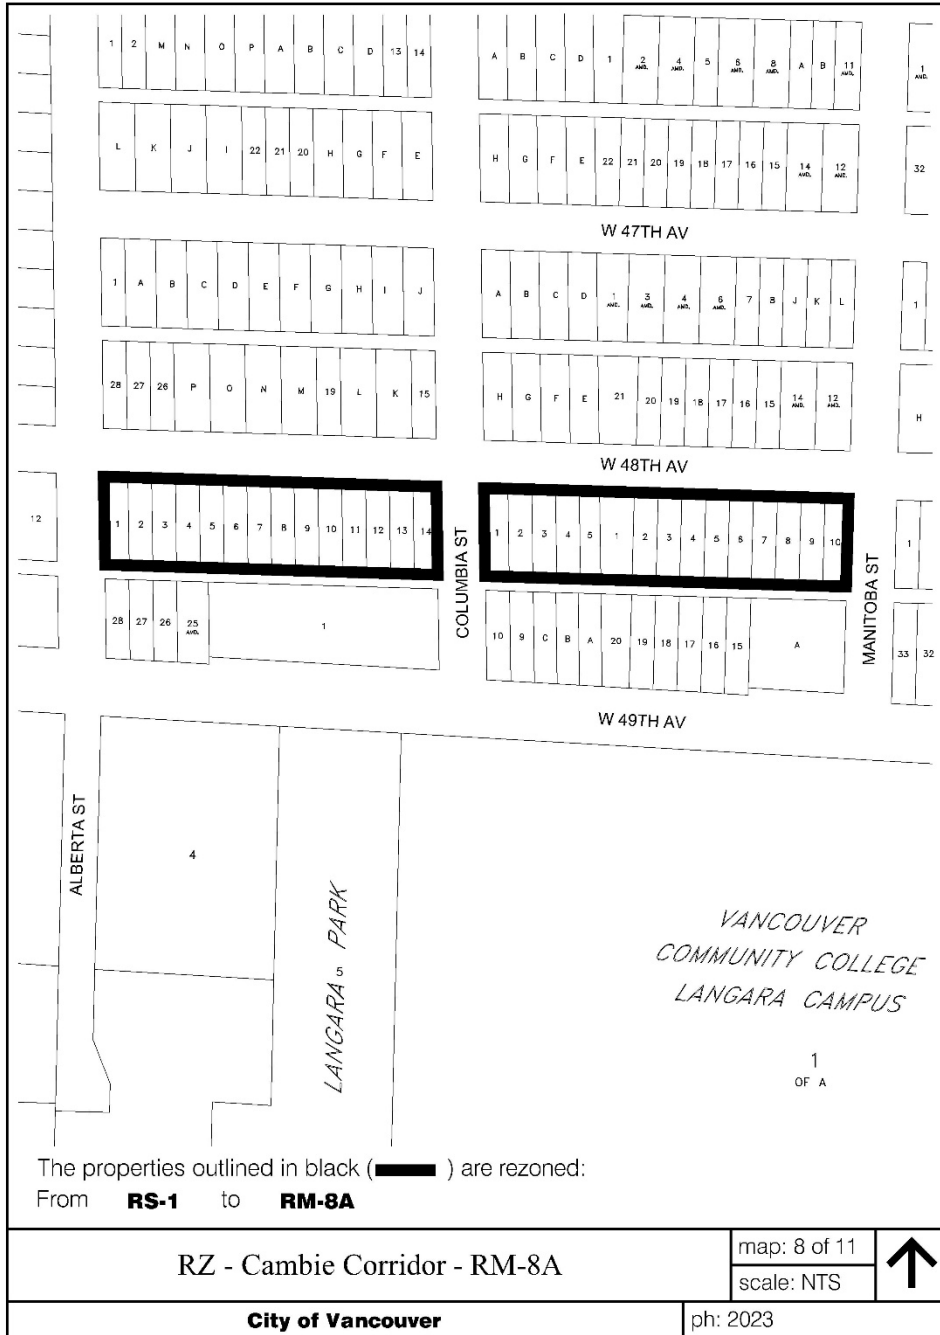 1 2 M N O P A B C D 13 14
A B C D 1 2 AMD. 4 AMD. 5 6 AMD. 8 AMD. A B 11 AMD. 1 AMD.
L K J I 22 21 20 H G F E
H G F E 22 21 20 19 18 17 16 15 14 AMD. 12 AMD. 32
W 47TH AV
1 A B C D E F G H I J
A B C D 1 AMD. 3 AMD. 4 AMD. 6 AMD. 7 8 J K L 1
28 27 26 P O N M 19 L K 15
H G F E 21 20 19 18 17 16 15 14 AMD. 12 AMD. H
W 48TH AV
12 1 2 3 4 5 6 7 8 9 10 11 12 13 14
1 2 3 4 5 1 2 3 4 5 6 7 8 9 10 1
COLUMBIA ST
MANITOBA ST
28 27 26 25 AMD. 1
10 9 C B A 20 19 18 17 16 15 A 33 32
W 49TH AV
ALBERTA ST
4
LANGARA PARK
5
VANCOUVER
COMMUNITY COLLEGE
LANGARA CAMPUS
1
OF A
The properties outlined in black ( ) are rezoned:
From RS-1 to RM-8A
RZ - Cambie Corridor - RM-8A
map: 8 of 11
scale: NTS
City of Vancouver
ph: 2023